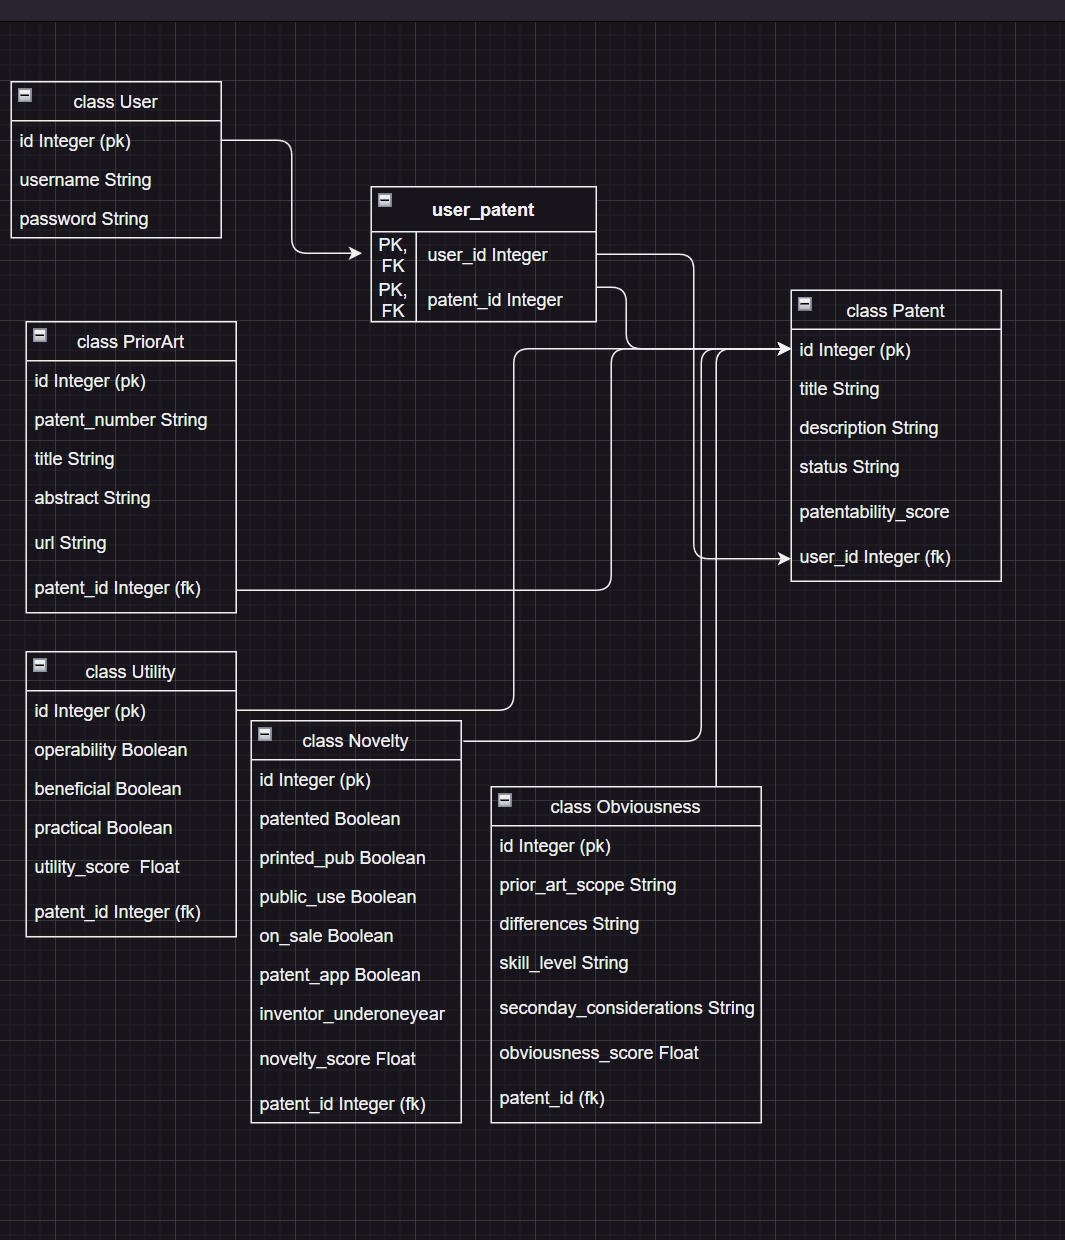 class User
id Integer (pk)
username String
password String
user_patent
PK,
FK
user_id Integer
PK,
FK
patent_id Integer
class Patent
id Integer (pk)
title String
description String
status String
patentability_score
user_id Integer (fk)
class PriorArt
id Integer (pk)
patent_number String
title String
abstract String
url String
patent_id Integer (fk)
class Utility
id Integer (pk)
operability Boolean
beneficial Boolean
practical Boolean
utility_score  Float
patent_id Integer (fk)
class Novelty
id Integer (pk)
patented Boolean
printed_pub Boolean
public_use Boolean
on_sale Boolean
patent_app Boolean
inventor_underoneyear
novelty_score Float
patent_id Integer (fk)
class Obviousness
id Integer (pk)
prior_art_scope String
differences String
skill_level String
seconday_considerations String
obviousness_score Float
patent_id (fk)